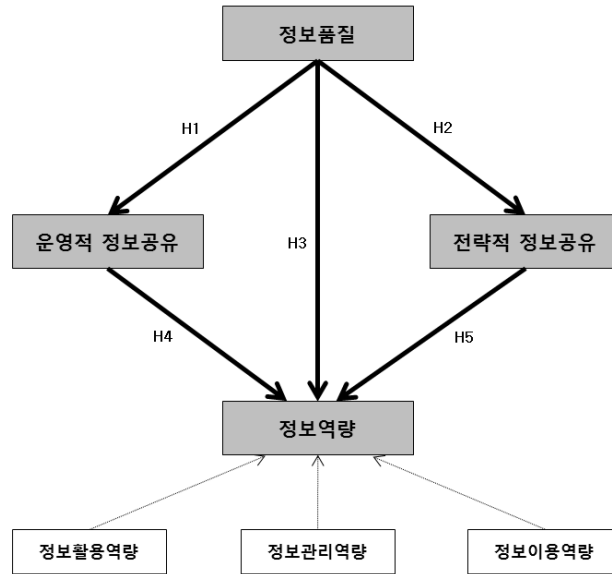 정보품질
H1
H2
운영적 정보공유
H3
전략적 정보공유
H4
H5
정보역량
정보활용역량
정보관리역량
정보이용역량